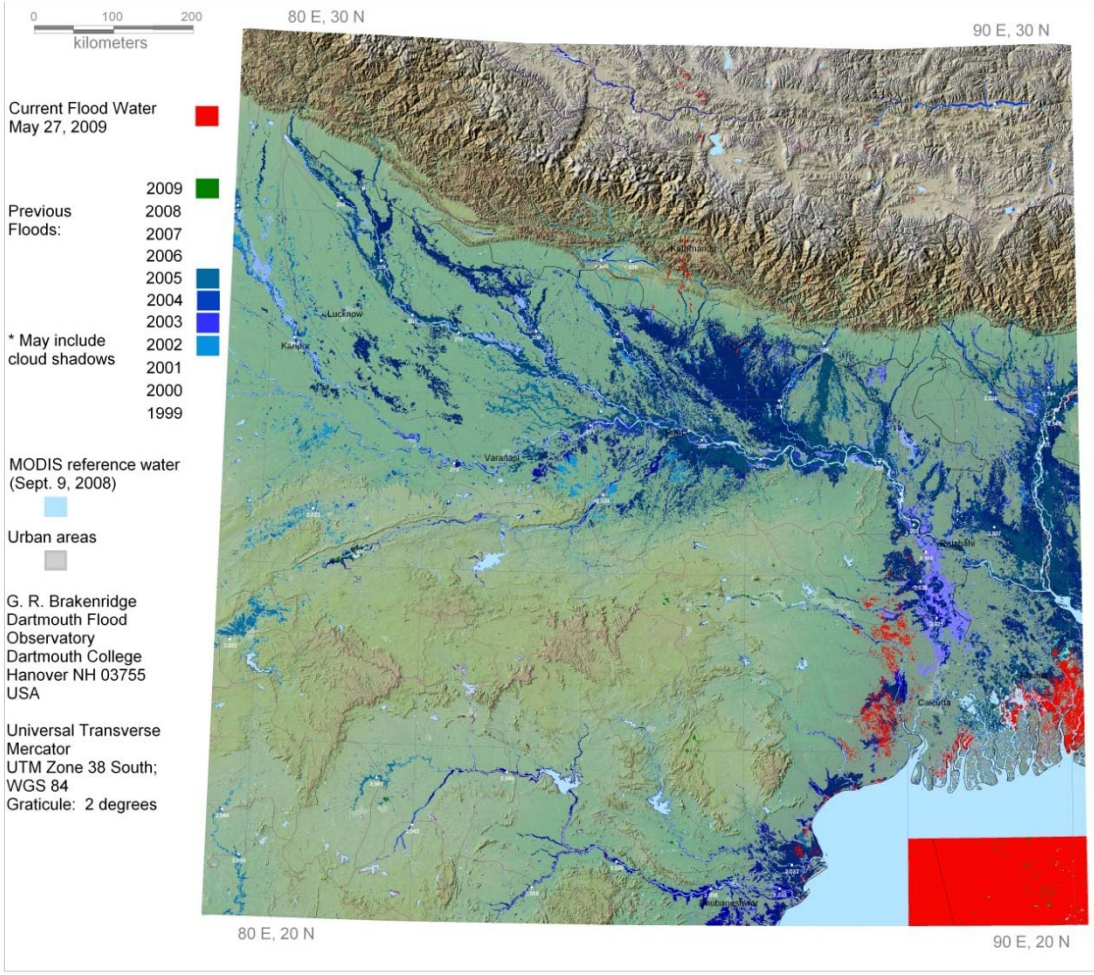 0 100 200
kilometers
80 E, 30 N
90 E, 30 N
Current Flood Water
May 27, 2009
Previous
Floods:
2009
2008
2007
2006
2005
2004
2003
2002
2001
2000
1999
* May include
cloud shadows
MODIS reference water
(Sept. 9, 2008)
Urban areas
G. R. Brakenridge
Dartmouth Flood
Observatory
Dartmouth College
Hanover NH 03755
USA
Universal Transverse
Mercator
UTM Zone 38 South;
WGS 84
Graticule: 2 degrees
Kathmandu
Lucknow
Kanpur
Varanasi
Calcutta
80 E, 20 N
90 E, 20 N